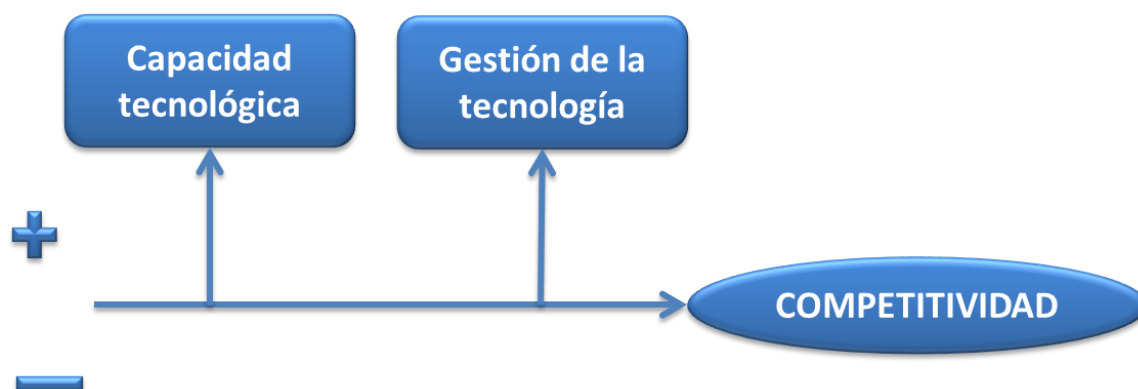 Capacidad
tecnológica
Gestión de la
tecnología
+
COMPETITIVIDAD